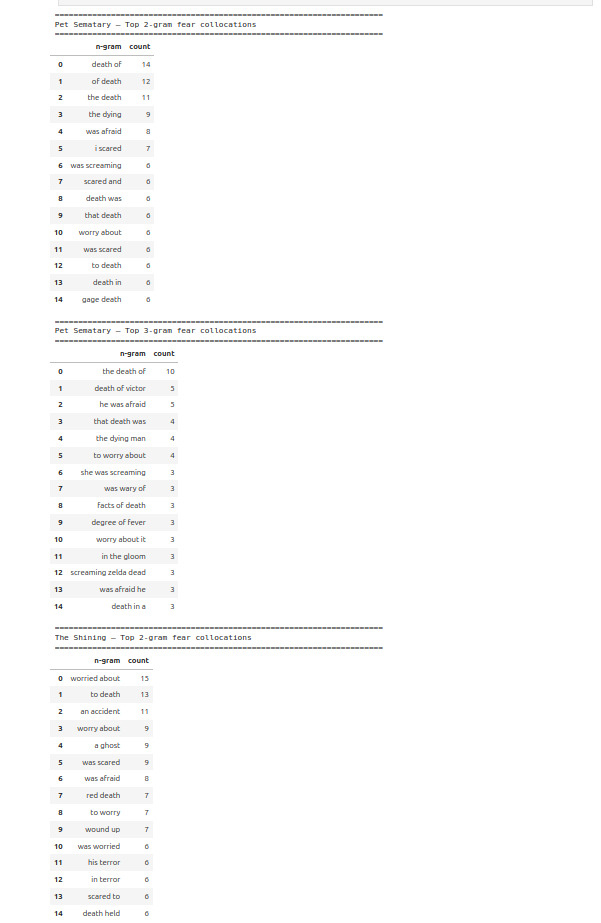 ================================================================================
Pet Sematary — Top 2-gram fear collocations
================================================================================
n-gram count
0 death of 14
1 of death 12
2 the death 11
3 the dying 9
4 was afraid 8
5 i scared 7
6 was screaming 6
7 scared and 6
8 death was 6
9 that death 6
10 worry about 6
11 was scared 6
12 to death 6
13 death in 6
14 gage death 6
================================================================================
Pet Sematary — Top 3-gram fear collocations
================================================================================
n-gram count
0 the death of 10
1 death of victor 5
2 he was afraid 5
3 that death was 4
4 the dying man 4
5 to worry about 4
6 she was screaming 3
7 was wary of 3
8 facts of death 3
9 degree of fever 3
10 worry about it 3
11 in the gloom 3
12 screaming zelda dead 3
13 was afraid he 3
14 death in a 3
================================================================================
The Shining — Top 2-gram fear collocations
================================================================================
n-gram count
0 worried about 15
1 to death 13
2 an accident 11
3 worry about 9
4 a ghost 9
5 was scared 9
6 was afraid 8
7 red death 7
8 to worry 7
9 wound up 7
10 was worried 6
11 his terror 6
12 in terror 6
13 scared to 6
14 death held 6